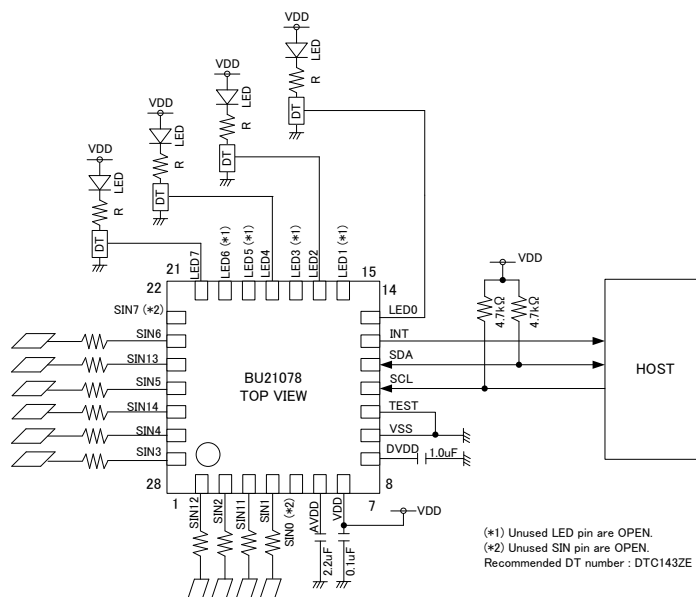 VDD
LED
R
DT
VDD
LED
R
DT
VDD
LED
R
DT
VDD
LED
R
DT
21
LED7
LED6 (*1)
LED5 (*1)
LED4
LED3 (*1)
LED2
LED1 (*1)
15
22
14
SIN7 (*2)
SIN6
SIN13
SIN5
SIN14
SIN4
SIN3
BU21078
TOP VIEW
LED0
INT
SDA
SCL
TEST
VSS
DVDD
1.0uF
VDD
4.7kΩ
4.7kΩ
HOST
28
8
1
7
SIN12
SIN2
SIN11
SIN1
SIN0 (*2)
AVDD
VDD
2.2uF
0.1uF
VDD
(*1) Unused LED pin are OPEN.
(*2) Unused SIN pin are OPEN.
Recommended DT number : DTC143ZE